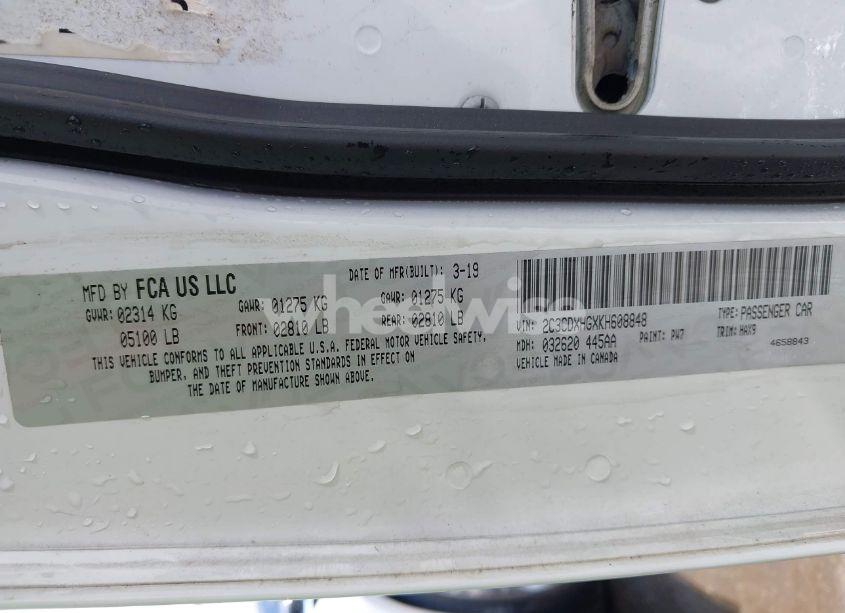 MFD BY FCA US LLC
DATE OF MFR(BUILT): 3-19
GVWR: 02314 KG
05100 LB
GAWR: 01275 KG
FRONT: 02810 LB
GAWR: 01275 KG
REAR: 02810 LB
THIS VEHICLE CONFORMS TO ALL APPLICABLE U.S.A. FEDERAL MOTOR VEHICLE SAFETY,
BUMPER, AND THEFT PREVENTION STANDARDS IN EFFECT ON
THE DATE OF MANUFACTURE SHOWN ABOVE.
VIN: 2C3CDXHGXKH608848
TYPE: PASSENGER CAR
MDH: 032620 445AA
PAINT: PW7
TRIM: HAX9
VEHICLE MADE IN CANADA
4658843
wheelwise